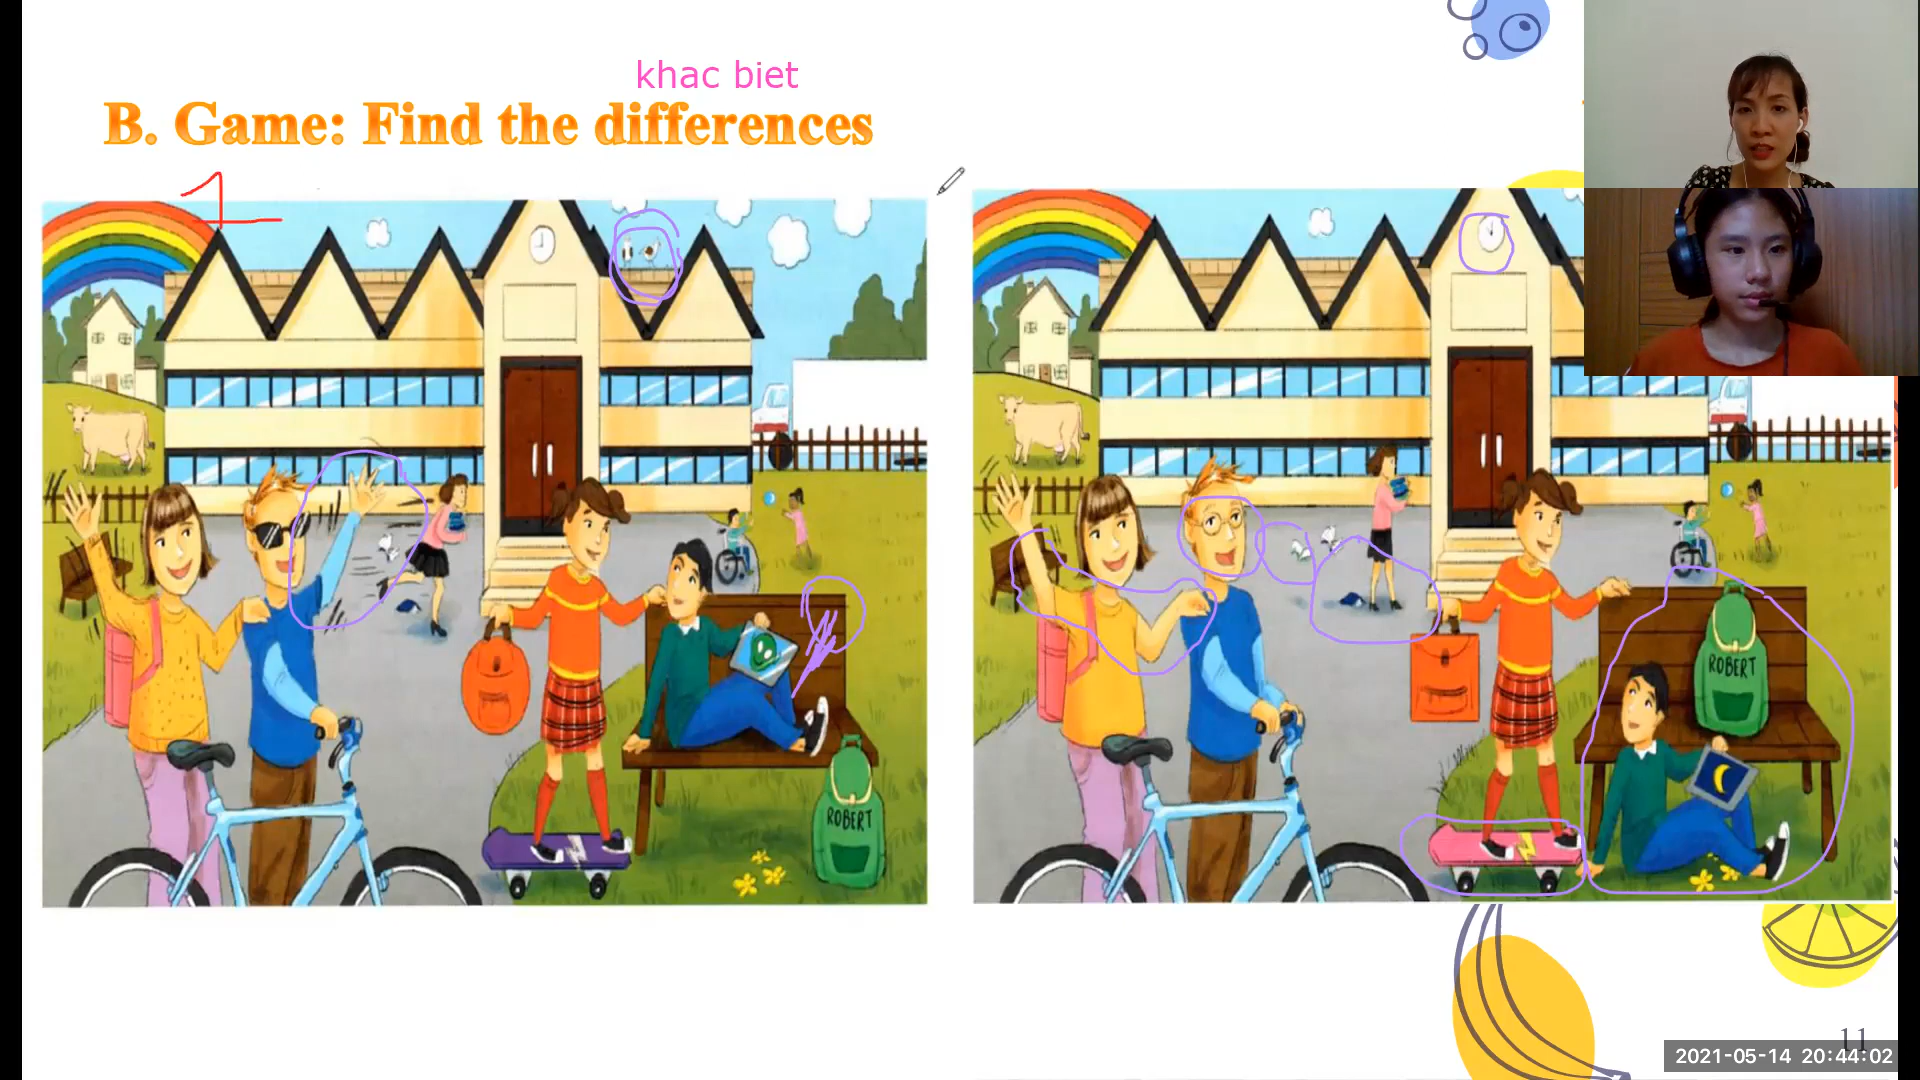 khac biet
B. Game: Find the differences
1
ROBERT
ROBERT
11
2021-05-14 20:44:02